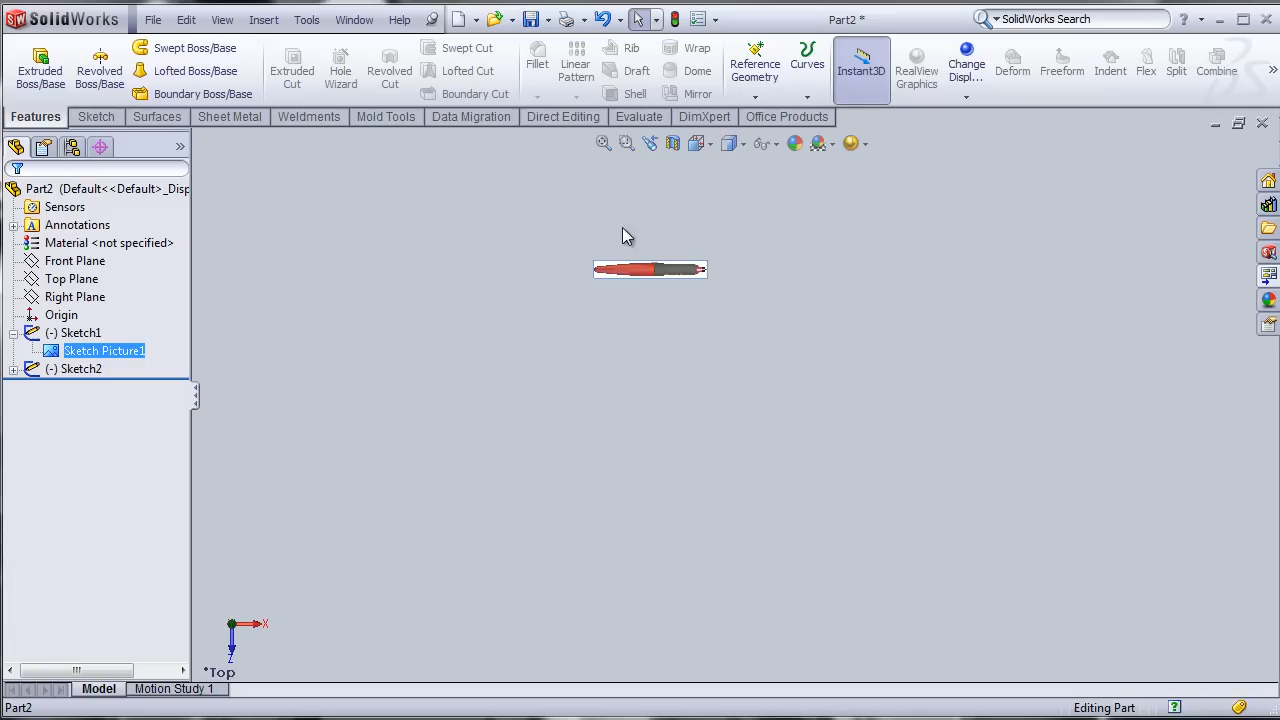 SolidWorks File Edit View Insert Tools Window Help Part2 * SolidWorks Search
Extruded Boss/Base
Revolved Boss/Base
Swept Boss/Base
Lofted Boss/Base
Boundary Boss/Base
Extruded Cut
Hole Wizard
Revolved Cut
Swept Cut
Lofted Cut
Boundary Cut
Fillet
Linear Pattern
Rib
Draft
Shell
Wrap
Dome
Mirror
Reference Geometry
Curves
Instant3D
RealView Graphics
Change Displ...
Deform
Freeform
Indent
Flex
Split
Combine
Features Sketch Surfaces Sheet Metal Weldments Mold Tools Data Migration Direct Editing Evaluate DimXpert Office Products
Part2 (Default<<Default>_Disp
Sensors
Annotations
Material <not specified>
Front Plane
Top Plane
Right Plane
Origin
(-) Sketch1
Sketch Picture1
(-) Sketch2
X
Z
*Top
Model Motion Study 1
Part2 Editing Part